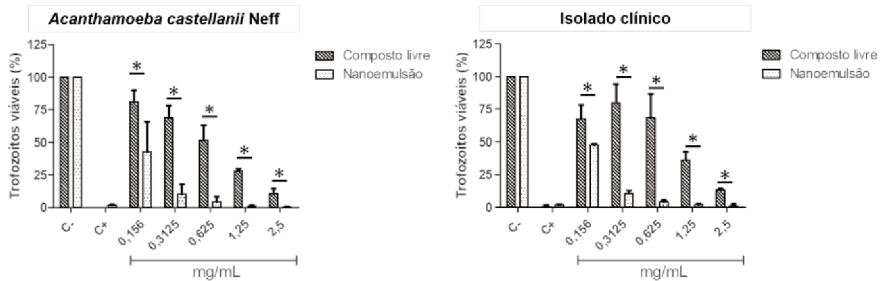 Acanthamoeba castellanii Neff
Trofozoitos viáveis (%)
125
100
75
50
25
0
* * * * *
C- C+ 0,156 0,3125 0,625 1,25 2,5
mg/mL
Composto livre
Nanoemulsão
Isolado clínico
Trofozoitos viáveis (%)
125
100
75
50
25
0
* * * * *
C- C+ 0,156 0,3125 0,625 1,25 2,5
mg/mL
Composto livre
Nanoemulsão